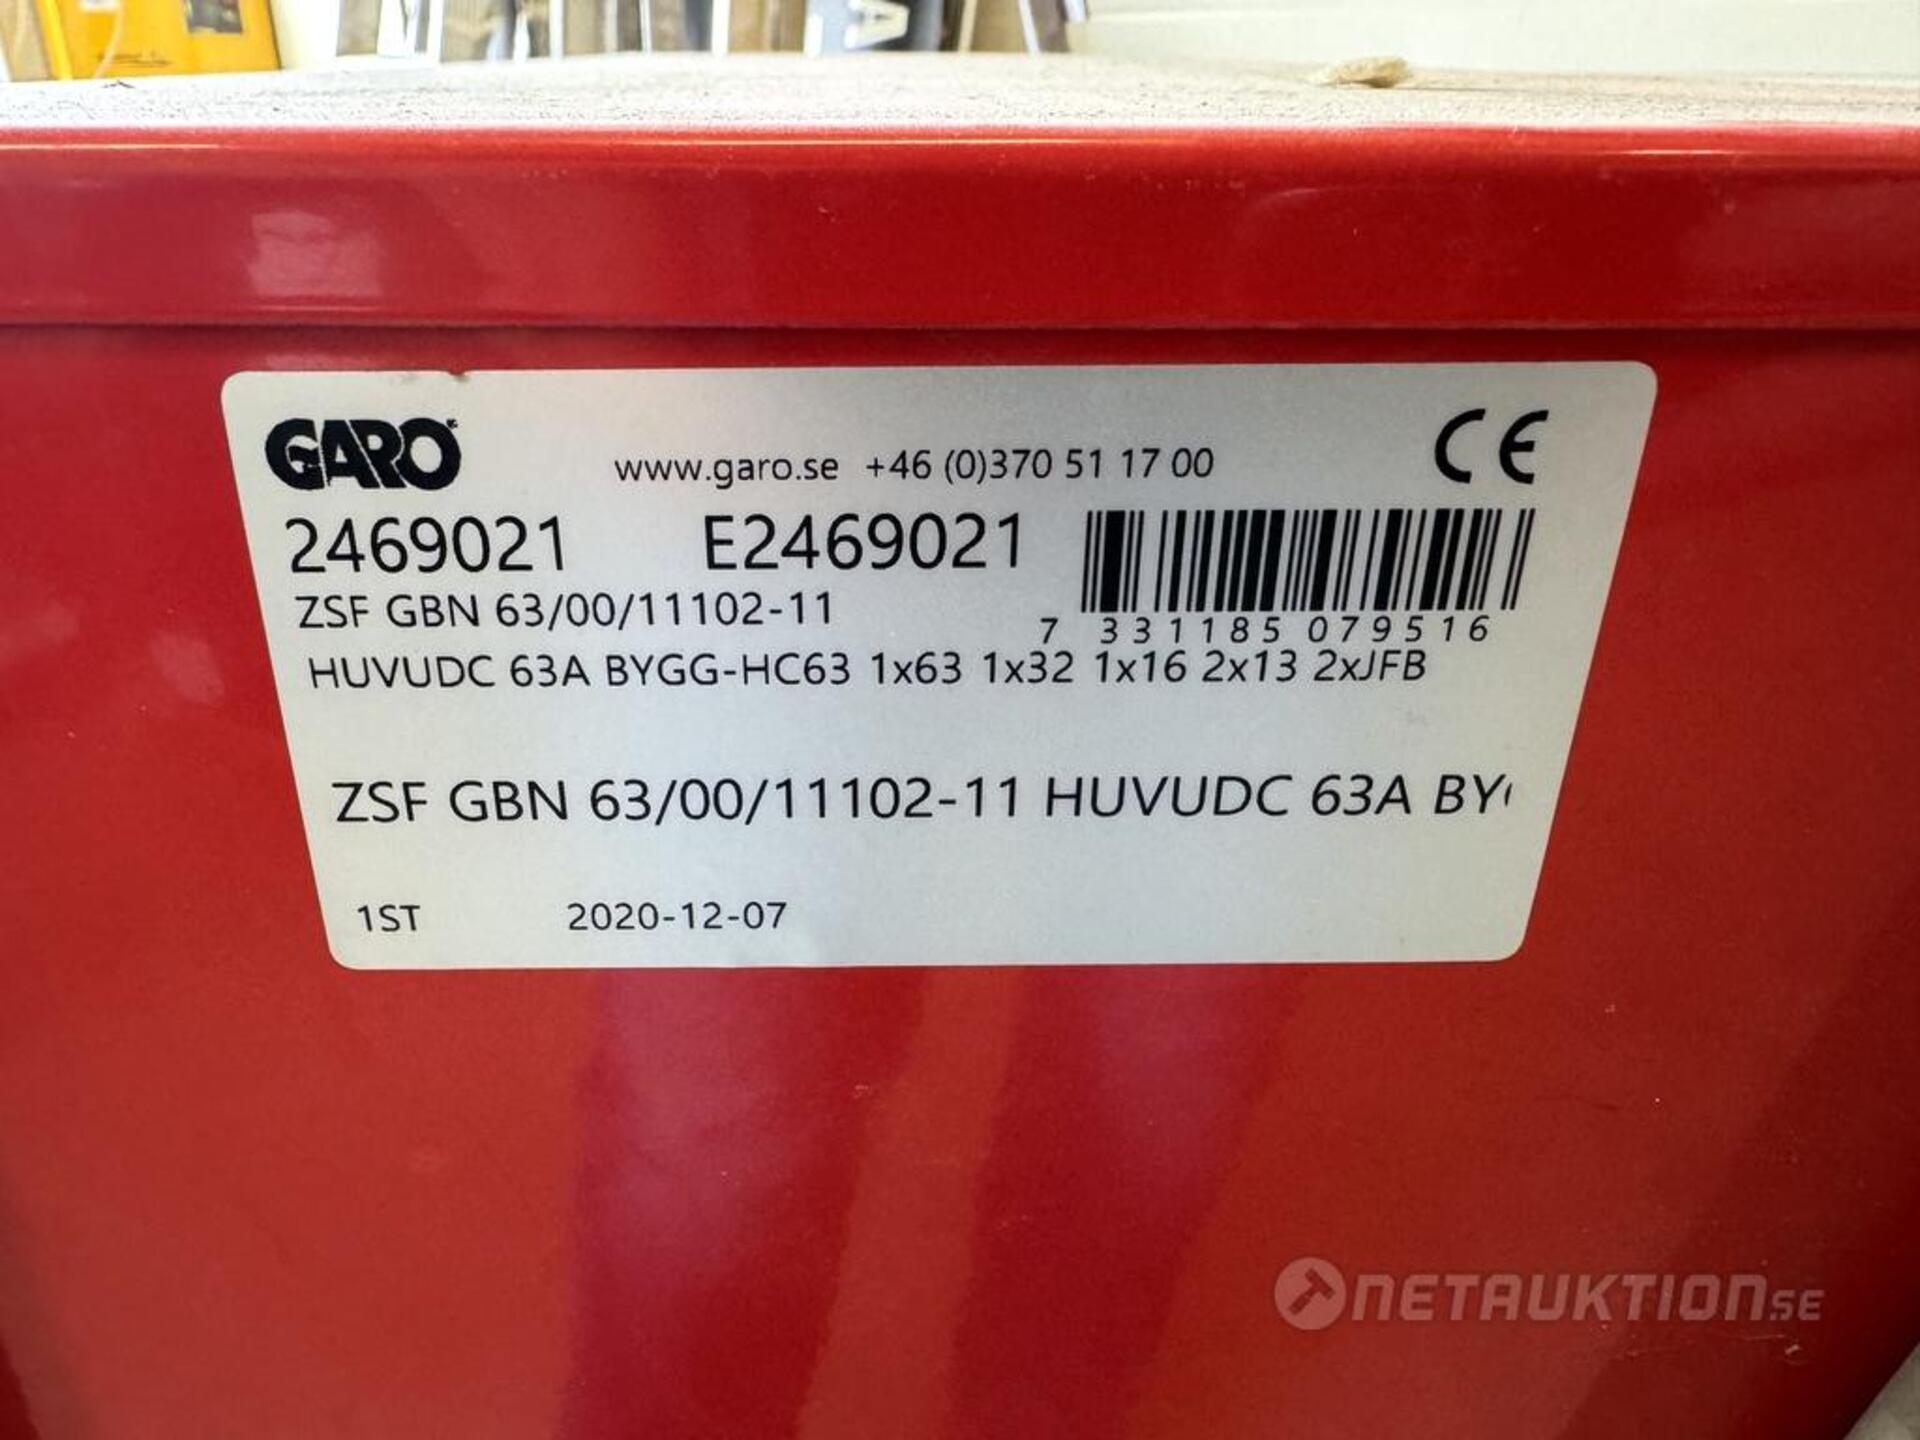 GARO
www.garo.se +46 (0)370 51 17 00
CE
2469021 E2469021
ZSF GBN 63/00/11102-11
7 331185 079516
HUVUDC 63A BYGG-HC63 1x63 1x32 1x16 2x13 2xJFB
ZSF GBN 63/00/11102-11 HUVUDC 63A BY
1ST 2020-12-07
NETAUKTION.SE